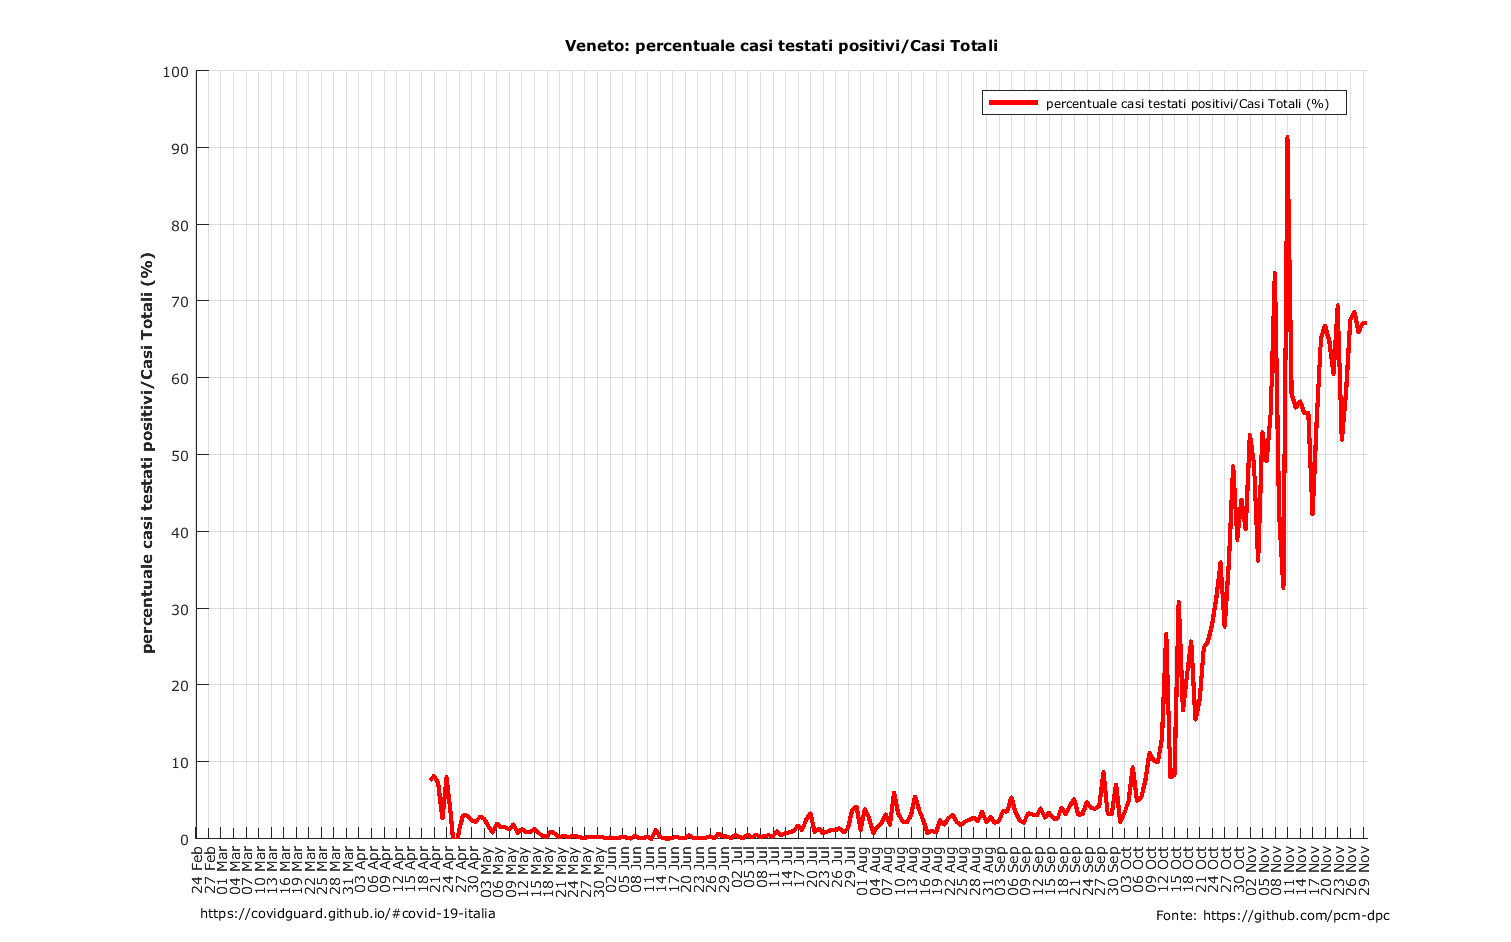 Veneto: percentuale casi testati positivi/Casi Totali
percentuale casi testati positivi/Casi Totali (%)
percentuale casi testati positivi/Casi Totali (%)
100
90
80
70
60
50
40
30
20
10
0
24 Feb
27 Feb
01 Mar
04 Mar
07 Mar
10 Mar
13 Mar
16 Mar
19 Mar
22 Mar
25 Mar
28 Mar
31 Mar
03 Apr
06 Apr
09 Apr
12 Apr
15 Apr
18 Apr
21 Apr
24 Apr
27 Apr
30 Apr
03 May
06 May
09 May
12 May
15 May
18 May
21 May
24 May
27 May
30 May
02 Jun
05 Jun
08 Jun
11 Jun
14 Jun
17 Jun
20 Jun
23 Jun
26 Jun
29 Jun
02 Jul
05 Jul
08 Jul
11 Jul
14 Jul
17 Jul
20 Jul
23 Jul
26 Jul
29 Jul
01 Aug
04 Aug
07 Aug
10 Aug
13 Aug
16 Aug
19 Aug
22 Aug
25 Aug
28 Aug
31 Aug
03 Sep
06 Sep
09 Sep
12 Sep
15 Sep
18 Sep
21 Sep
24 Sep
27 Sep
30 Sep
03 Oct
06 Oct
09 Oct
12 Oct
15 Oct
18 Oct
21 Oct
24 Oct
27 Oct
30 Oct
02 Nov
05 Nov
08 Nov
11 Nov
14 Nov
17 Nov
20 Nov
23 Nov
26 Nov
29 Nov
https://covidguard.github.io/#covid-19-italia
Fonte: https://github.com/pcm-dpc